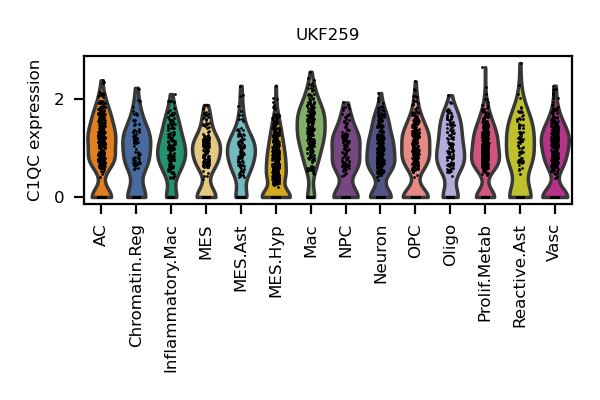 UKF259
C1QC expression
2
0
AC
Chromatin.Reg
Inflammatory.Mac
MES
MES.Ast
MES.Hyp
Mac
NPC
Neuron
OPC
Oligo
Prolif.Metab
Reactive.Ast
Vasc